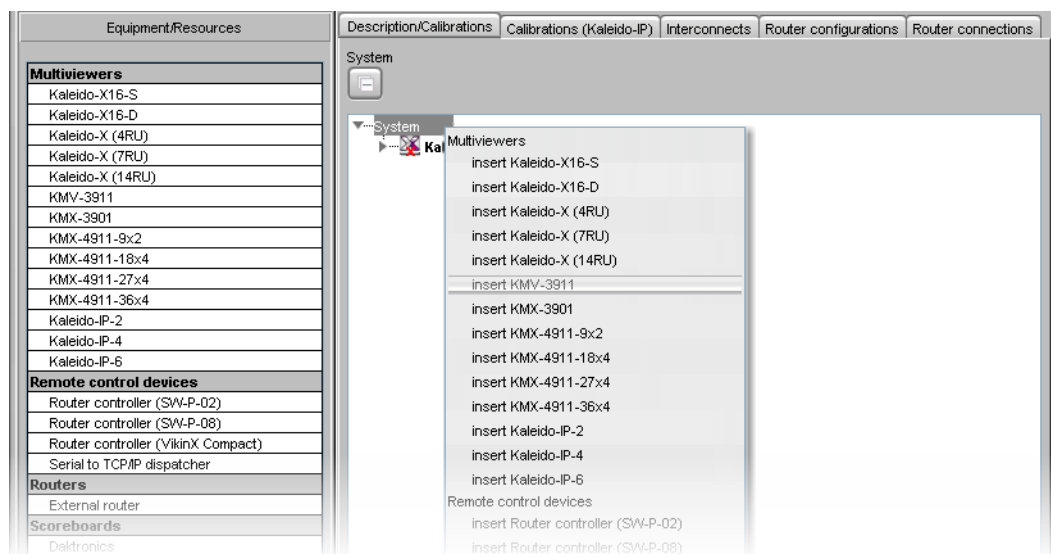 Equipment/Resources
Multiviewers
Kaleido-X16-S
Kaleido-X16-D
Kaleido-X (4RU)
Kaleido-X (7RU)
Kaleido-X (14RU)
KMV-3911
KMX-3901
KMX-4911-9x2
KMX-4911-18x4
KMX-4911-27x4
KMX-4911-36x4
Kaleido-IP-2
Kaleido-IP-4
Kaleido-IP-6
Remote control devices
Router controller (SW-P-02)
Router controller (SW-P-08)
Router controller (VikinX Compact)
Serial to TCP/IP dispatcher
Routers
External router
Scoreboards
Daktronics
Description/Calibrations Calibrations (Kaleido-IP) Interconnects Router configurations Router connections
System
System
Kal
Multiviewers
insert Kaleido-X16-S
insert Kaleido-X16-D
insert Kaleido-X (4RU)
insert Kaleido-X (7RU)
insert Kaleido-X (14RU)
insert KMV-3911
insert KMX-3901
insert KMX-4911-9x2
insert KMX-4911-18x4
insert KMX-4911-27x4
insert KMX-4911-36x4
insert Kaleido-IP-2
insert Kaleido-IP-4
insert Kaleido-IP-6
Remote control devices
insert Router controller (SW-P-02)
insert Router controller (SW-P-08)